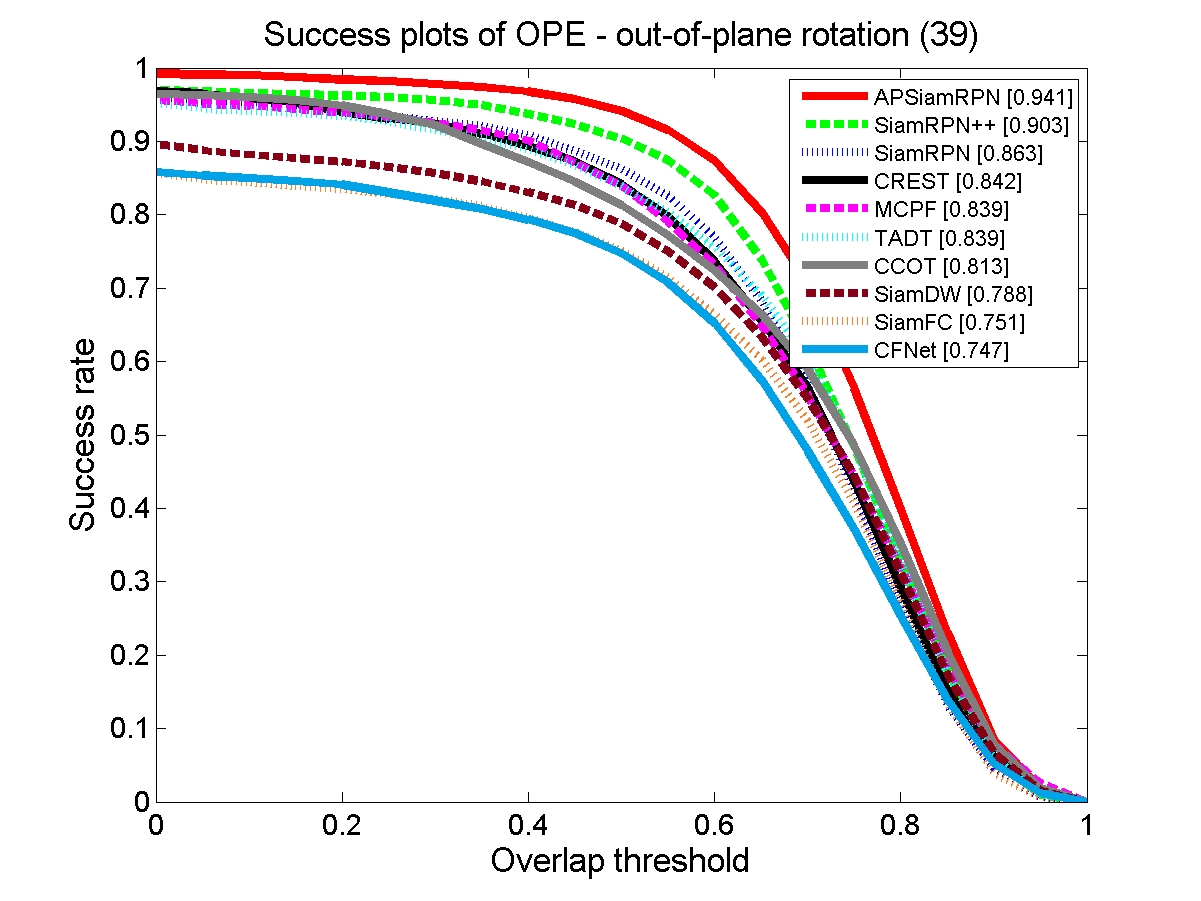 Success plots of OPE - out-of-plane rotation (39)
1
0.9
0.8
0.7
0.6
0.5
0.4
0.3
0.2
0.1
0
Success rate
APSiamRPN [0.941]
SiamRPN++ [0.903]
SiamRPN [0.863]
CREST [0.842]
MCPF [0.839]
TADT [0.839]
CCOT [0.813]
SiamDW [0.788]
SiamFC [0.751]
CFNet [0.747]
0 0.2 0.4 0.6 0.8 1
Overlap threshold